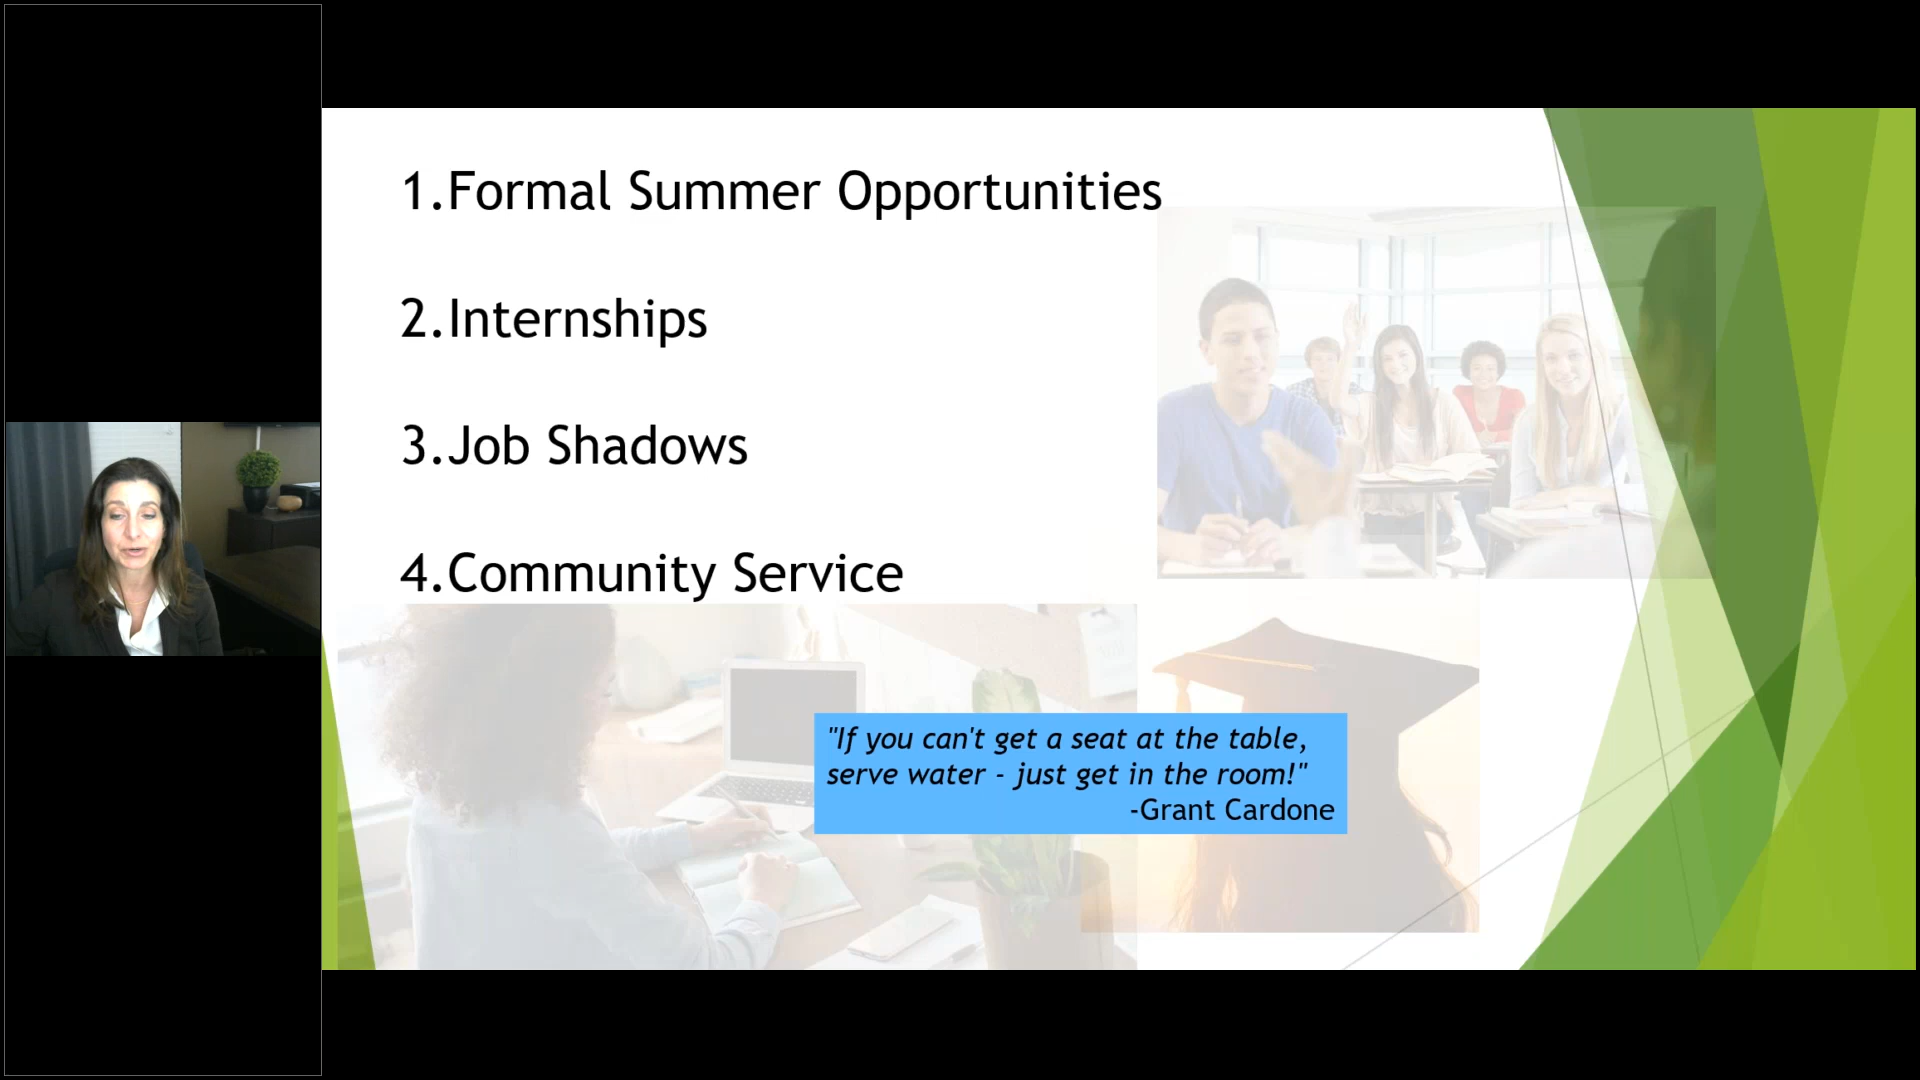 1.Formal Summer Opportunities
2.Internships
3.Job Shadows
4.Community Service
"If you can't get a seat at the table,
serve water - just get in the room!"
-Grant Cardone